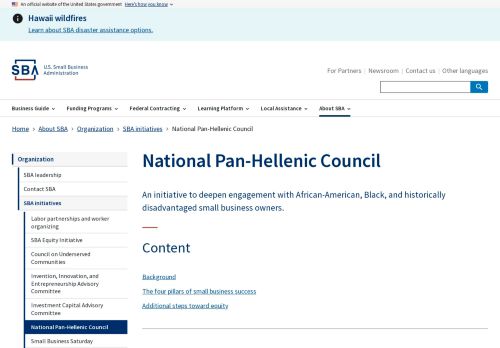 An official website of the United States government Here's how you know
Hawaii wildfires
Learn about SBA disaster assistance options.
SBA U.S. Small Business
Administration
For Partners Newsroom Contact us Other languages
Business Guide Funding Programs Federal Contracting Learning Platform Local Assistance About SBA
Home > About SBA > Organization > SBA initiatives > National Pan-Hellenic Council
Organization
SBA leadership
Contact SBA
SBA initiatives
Labor partnerships and worker
organizing
SBA Equity Initiative
Council on Underserved
Communities
Invention, Innovation, and
Entrepreneurship Advisory
Committee
Investment Capital Advisory
Committee
National Pan-Hellenic Council
Small Business Saturday
National Pan-Hellenic Council
An initiative to deepen engagement with African-American, Black, and historically
disadvantaged small business owners.
Content
Background
The four pillars of small business success
Additional steps toward equity